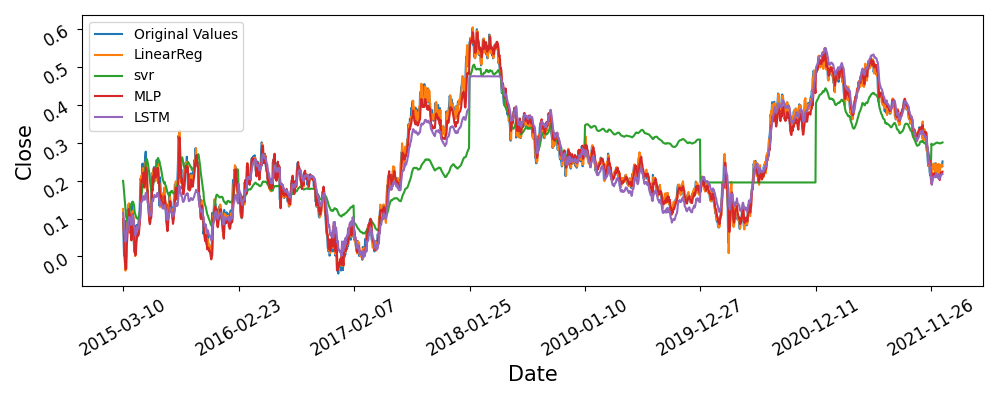 Original Values
LinearReg
svr
MLP
LSTM
Close
0.6
0.5
0.4
0.3
0.2
0.1
0.0
2015-03-10
2016-02-23
2017-02-07
2018-01-25
2019-01-10
2019-12-27
2020-12-11
2021-11-26
Date